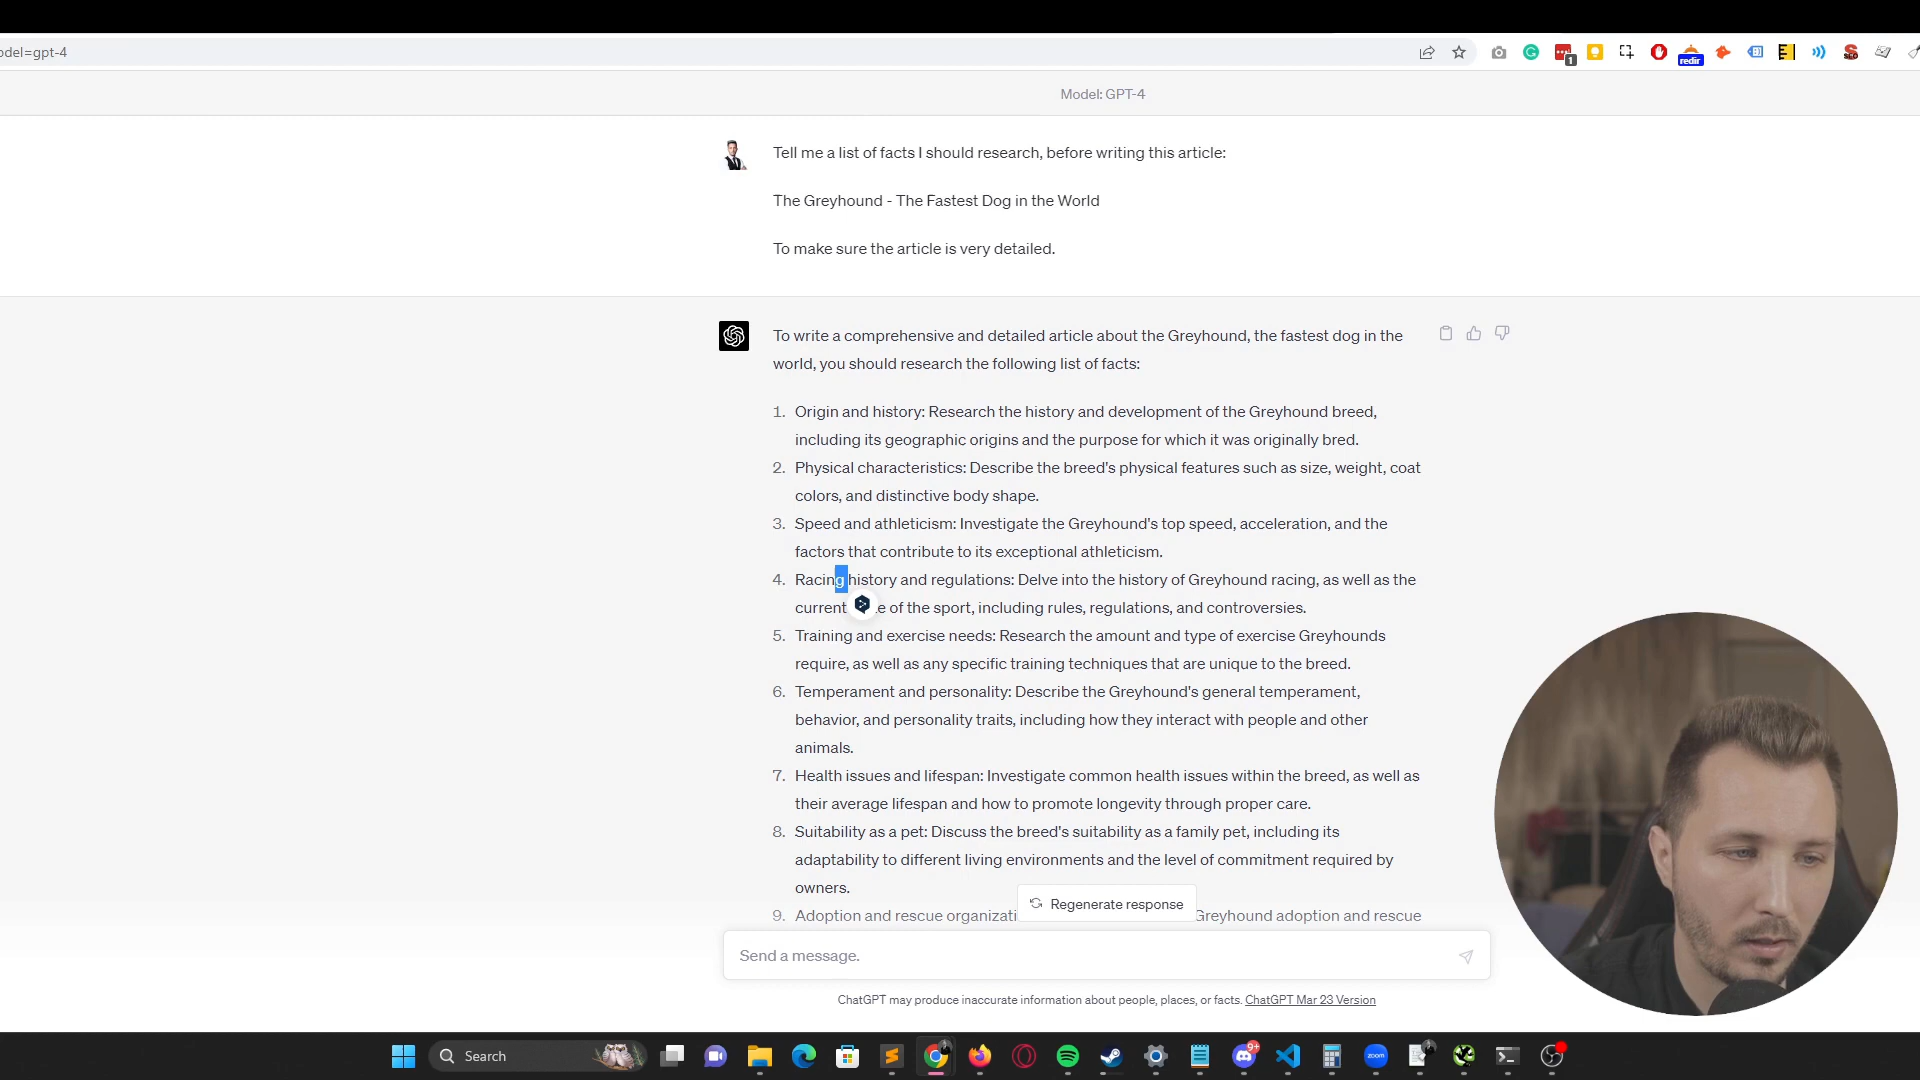 odel=gpt-4
1
redir
SEO
Model: GPT-4
Tell me a list of facts I should research, before writing this article:
The Greyhound - The Fastest Dog in the World
To make sure the article is very detailed.
To write a comprehensive and detailed article about the Greyhound, the fastest dog in the
world, you should research the following list of facts:
1. Origin and history: Research the history and development of the Greyhound breed,
including its geographic origins and the purpose for which it was originally bred.
2. Physical characteristics: Describe the breed's physical features such as size, weight, coat
colors, and distinctive body shape.
3. Speed and athleticism: Investigate the Greyhound's top speed, acceleration, and the
factors that contribute to its exceptional athleticism.
4. Racing history and regulations: Delve into the history of Greyhound racing, as well as the
current e of the sport, including rules, regulations, and controversies.
5. Training and exercise needs: Research the amount and type of exercise Greyhounds
require, as well as any specific training techniques that are unique to the breed.
6. Temperament and personality: Describe the Greyhound's general temperament,
behavior, and personality traits, including how they interact with people and other
animals.
7. Health issues and lifespan: Investigate common health issues within the breed, as well as
their average lifespan and how to promote longevity through proper care.
8. Suitability as a pet: Discuss the breed's suitability as a family pet, including its
adaptability to different living environments and the level of commitment required by
owners.
9. Adoption and rescue organizati Greyhound adoption and rescue
Regenerate response
Send a message.
ChatGPT may produce inaccurate information about people, places, or facts. ChatGPT Mar 23 Version
Search
9+
zoom